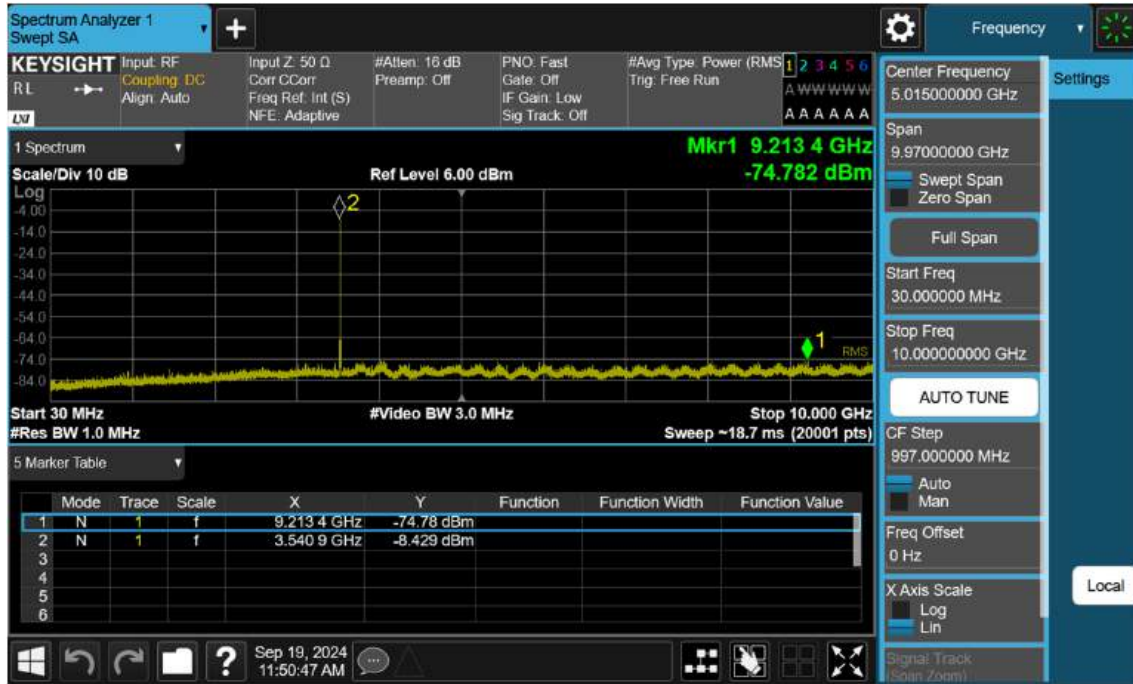 Spectrum Analyzer 1
Swept SA
+
Frequency
KEYSIGHT
RL
LXI
Input: RF
Coupling: DC
Align: Auto
Input Z: 50 Ω
Corr CCorr
Freq Ref: Int (S)
NFE: Adaptive
#Atten: 16 dB
Preamp: Off
PNO: Fast
Gate: Off
IF Gain: Low
Sig Track: Off
#Avg Type: Power (RMS
Trig: Free Run
1 2 3 4 5 6
A W W W W W
A A A A A A
1 Spectrum
Mkr1 9.213 4 GHz
-74.782 dBm
Scale/Div 10 dB
Ref Level 6.00 dBm
Log
-4.00
-14.0
-24.0
-34.0
-44.0
-54.0
-64.0
-74.0
-84.0
2
1
RMS
Start 30 MHz
#Video BW 3.0 MHz
Stop 10.000 GHz
#Res BW 1.0 MHz
Sweep ~18.7 ms (20001 pts)
5 Marker Table
Mode Trace Scale X Y Function Function Width Function Value
1 N 1 f 9.213 4 GHz -74.78 dBm
2 N 1 f 3.540 9 GHz -8.429 dBm
3
4
5
6
?
Sep 19, 2024
11:50:47 AM
Center Frequency
5.015000000 GHz
Settings
Span
9.97000000 GHz
Swept Span
Zero Span
Full Span
Start Freq
30.000000 MHz
Stop Freq
10.000000000 GHz
AUTO TUNE
CF Step
997.000000 MHz
Auto
Man
Freq Offset
0 Hz
X Axis Scale
Log
Lin
Local
Signal Track
(Span Zoom)